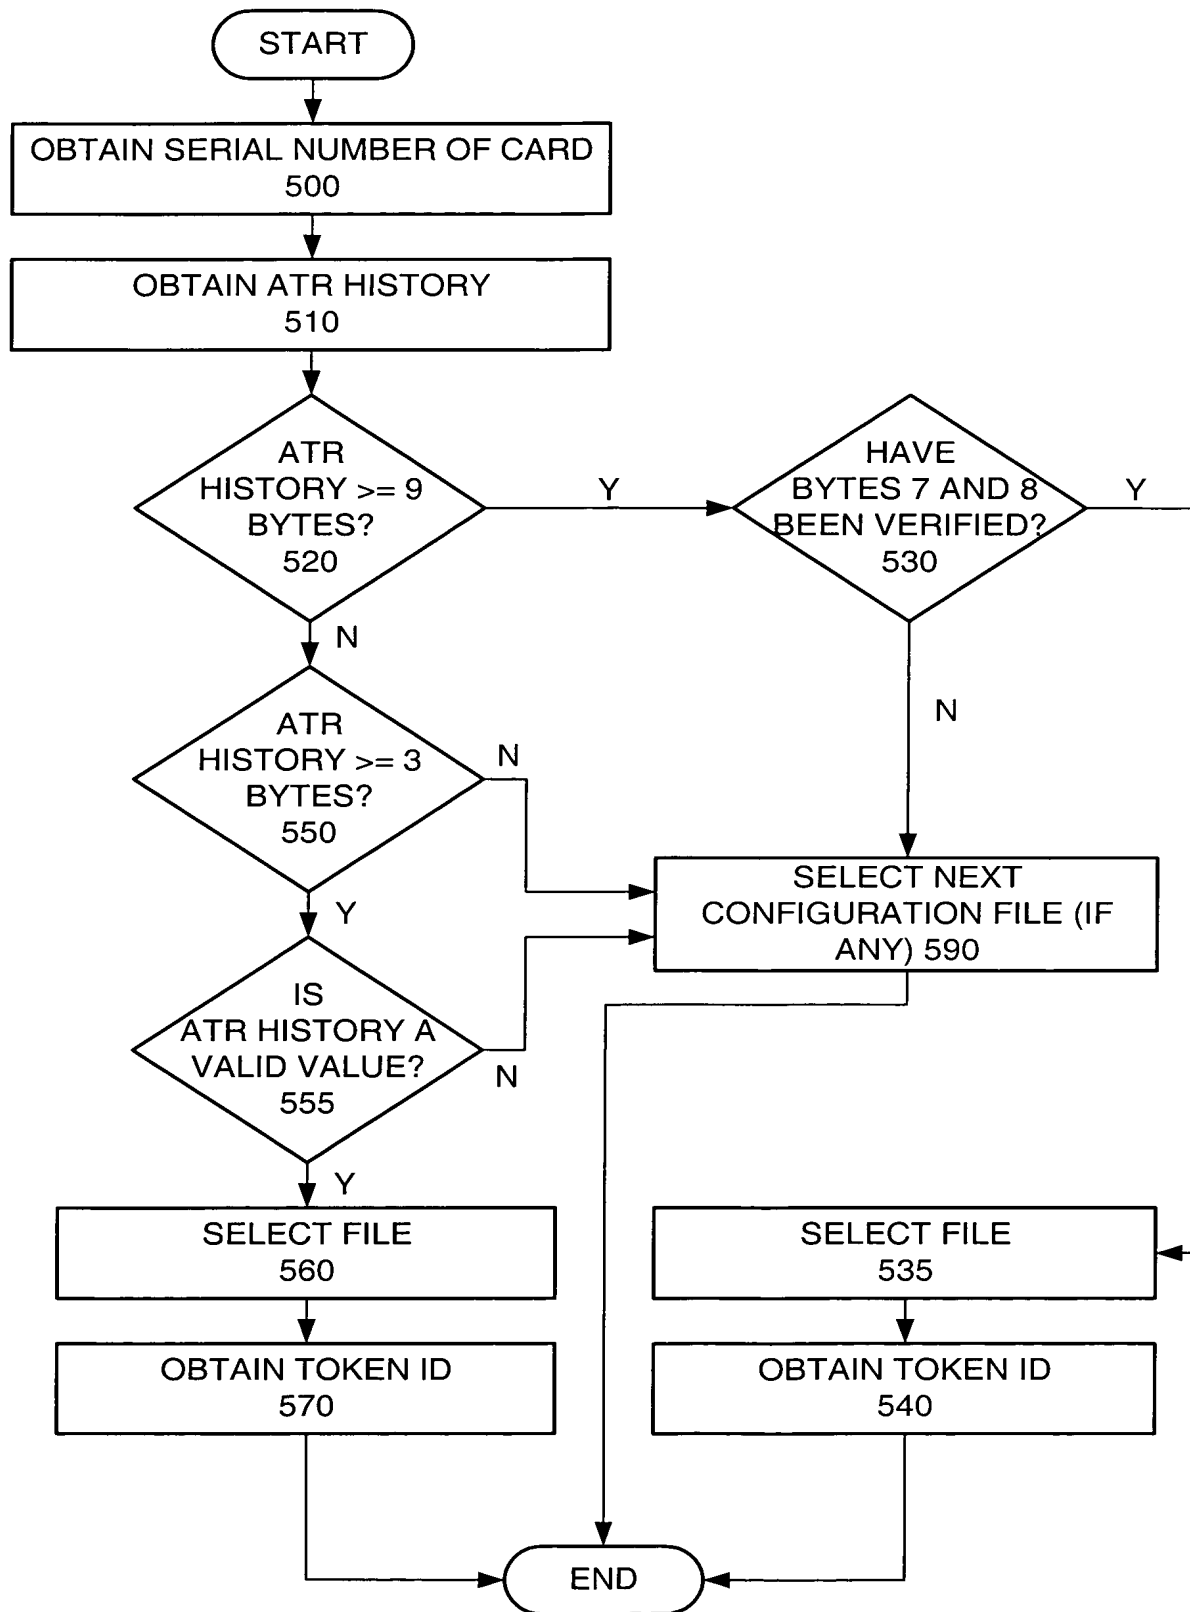 START
OBTAIN SERIAL NUMBER OF CARD
500
OBTAIN ATR HISTORY
510
ATR
HISTORY >= 9
BYTES?
520
Y
HAVE
BYTES 7 AND 8
BEEN VERIFIED?
530
Y
N
N
ATR
HISTORY >= 3
BYTES?
550
N
Y
SELECT NEXT
CONFIGURATION FILE (IF
ANY) 590
IS
ATR HISTORY A
VALID VALUE?
555
N
Y
SELECT FILE
560
SELECT FILE
535
OBTAIN TOKEN ID
570
OBTAIN TOKEN ID
540
END